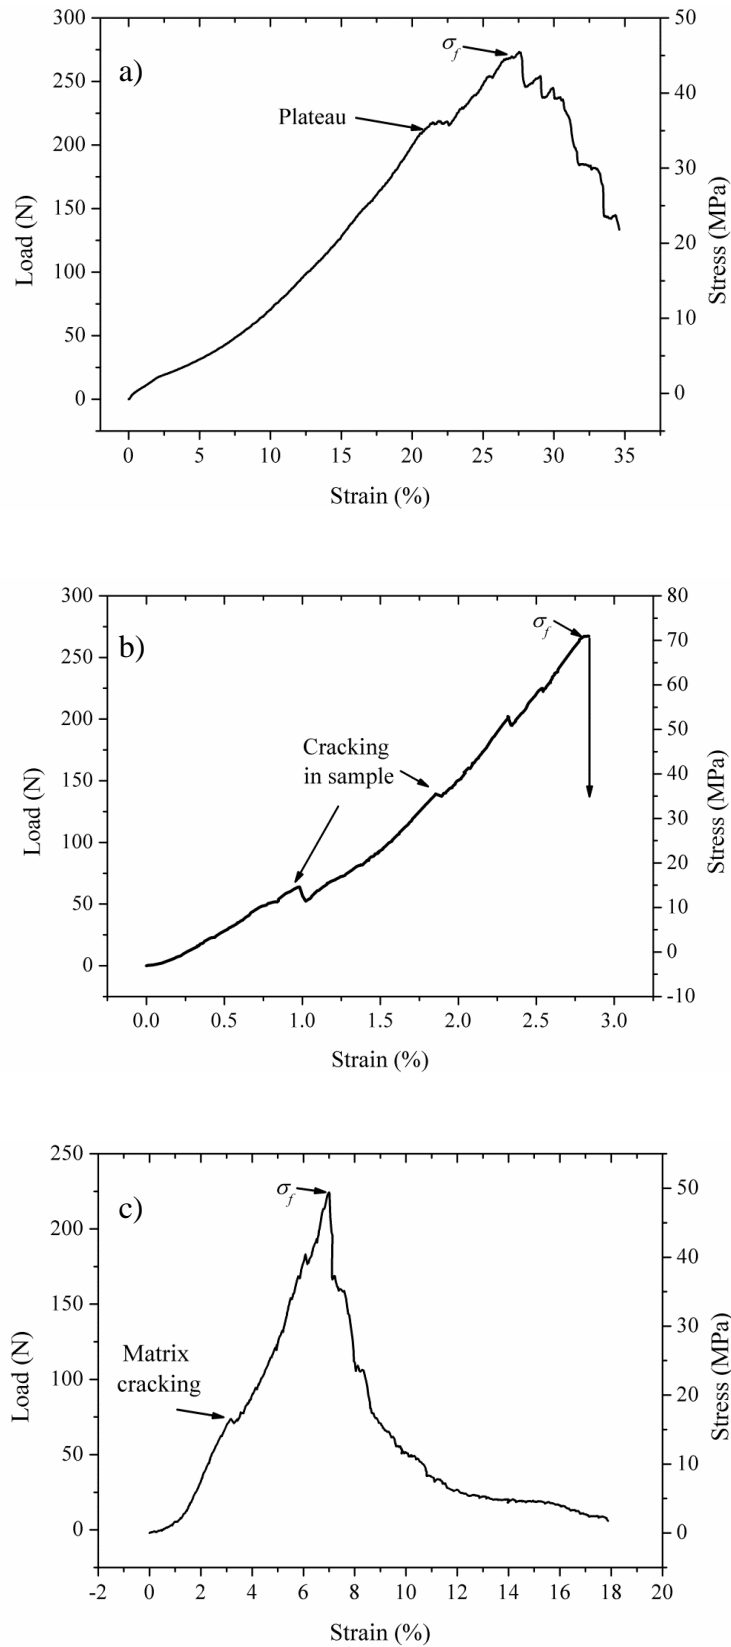 a)
σf
Plateau
300
250
200
150
100
50
0
Load (N)
50
40
30
20
10
0
Stress (MPa)
0 5 10 15 20 25 30 35
Strain (%)
b)
σf
Cracking
in sample
300
250
200
150
100
50
0
Load (N)
80
70
60
50
40
30
20
10
0
-10
Stress (MPa)
0.0 0.5 1.0 1.5 2.0 2.5 3.0
Strain (%)
c)
σf
Matrix
cracking
250
200
150
100
50
0
Load (N)
50
40
30
20
10
0
Stress (MPa)
-2 0 2 4 6 8 10 12 14 16 18 20
Strain (%)